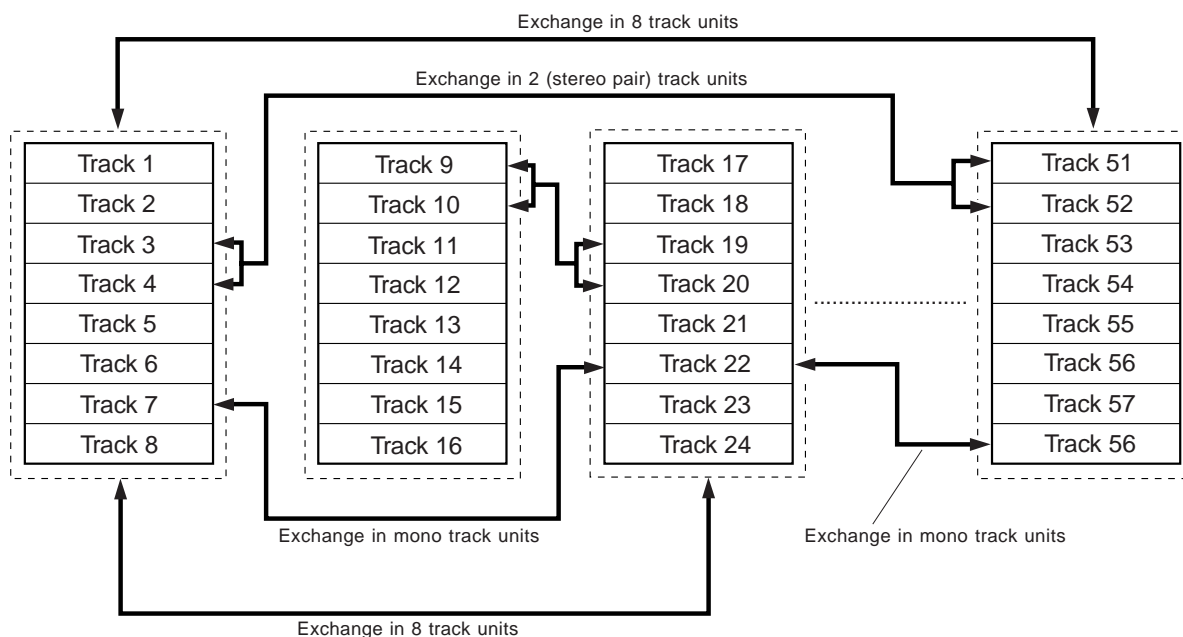 Exchange in 8 track units
Exchange in 2 (stereo pair) track units
Track 1
Track 2
Track 3
Track 4
Track 5
Track 6
Track 7
Track 8
Track 9
Track 10
Track 11
Track 12
Track 13
Track 14
Track 15
Track 16
Track 17
Track 18
Track 19
Track 20
Track 21
Track 22
Track 23
Track 24
Track 51
Track 52
Track 53
Track 54
Track 55
Track 56
Track 57
Track 56
Exchange in mono track units
Exchange in mono track units
Exchange in 8 track units